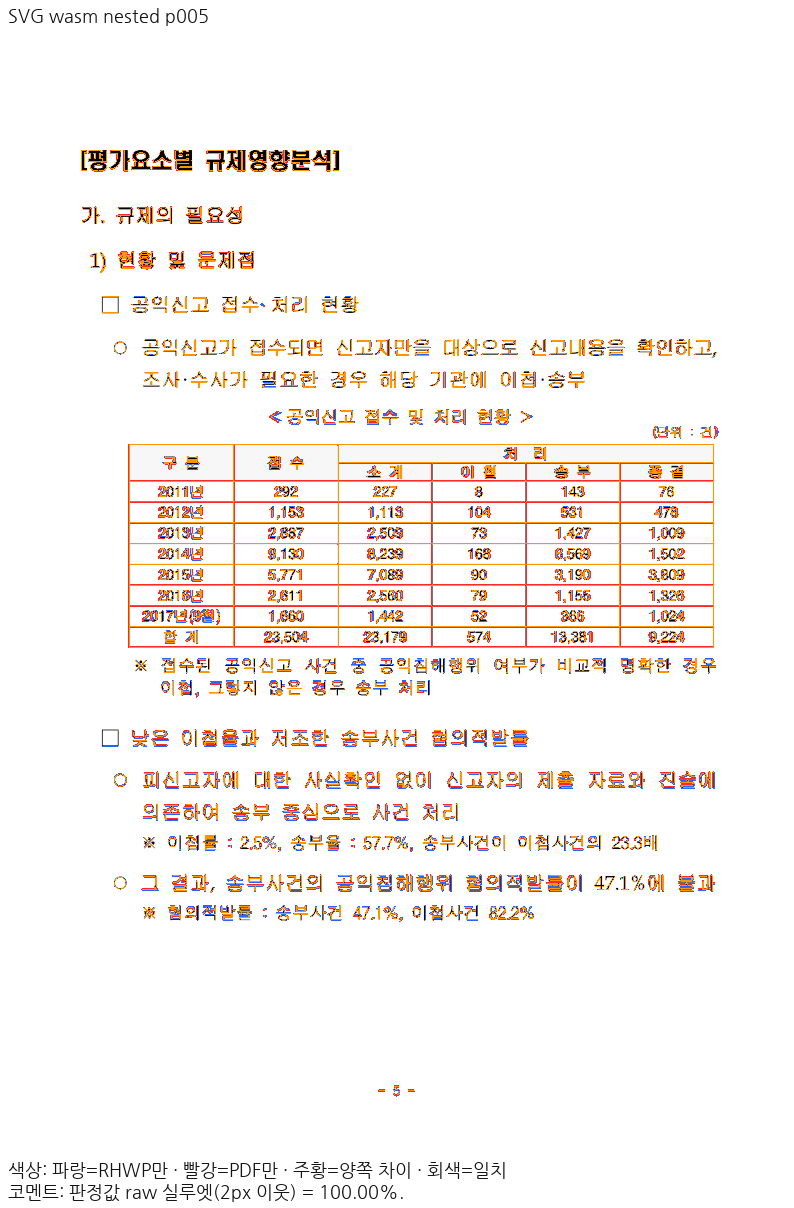 SVG wasm nested p005
[평가요소별 규제영향분석]
가. 규제의 필요성
1) 현황 및 문제점
□ 공익신고 접수·처리 현황
○ 공익신고가 접수되면 신고자만을 대상으로 신고내용을 확인하고,
조사·수사가 필요한 경우 해당 기관에 이첩·송부
< 공익신고 접수 및 처리 현황 >
(단위 : 건)
구 분 접 수 처 리
소 계 이 첩 송 부 종 결
2011년 292 227 8 143 76
2012년 1,153 1,113 104 531 478
2013년 2,867 2,509 73 1,427 1,009
2014년 9,130 8,239 168 6,569 1,502
2015년 5,771 7,089 90 3,190 3,809
2016년 2,611 2,560 79 1,155 1,326
2017년(9월) 1,660 1,442 52 366 1,024
합 계 23,504 23,179 574 13,381 9,224
※ 접수된 공익신고 사건 중 공익침해행위 여부가 비교적 명확한 경우
이첩, 그렇지 않은 경우 송부 처리
□ 낮은 이첩율과 저조한 송부사건 혐의적발률
○ 피신고자에 대한 사실확인 없이 신고자의 제출 자료와 진술에
의존하여 송부 중심으로 사건 처리
※ 이첩률 : 2.5%, 송부율 : 57.7%, 송부사건이 이첩사건의 23.3배
○ 그 결과, 송부사건의 공익침해행위 혐의적발률이 47.1%에 불과
※ 혐의적발률 : 송부사건 47.1%, 이첩사건 82.2%
- 5 -
색상: 파랑=RHWP만 · 빨강=PDF만 · 주황=양쪽 차이 · 회색=일치
코멘트: 판정값 raw 실루엣(2px 이웃) = 100.00%.